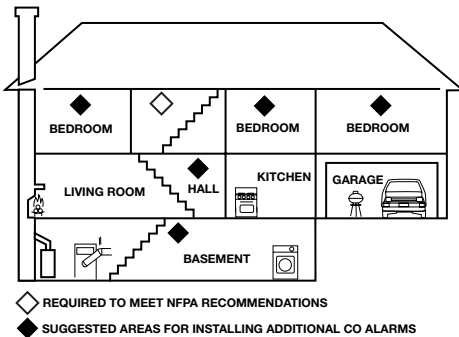 BEDROOM
BEDROOM
BEDROOM
LIVING ROOM
HALL
KITCHEN
GARAGE
BASEMENT
REQUIRED TO MEET NFPA RECOMMENDATIONS
SUGGESTED AREAS FOR INSTALLING ADDITIONAL CO ALARMS